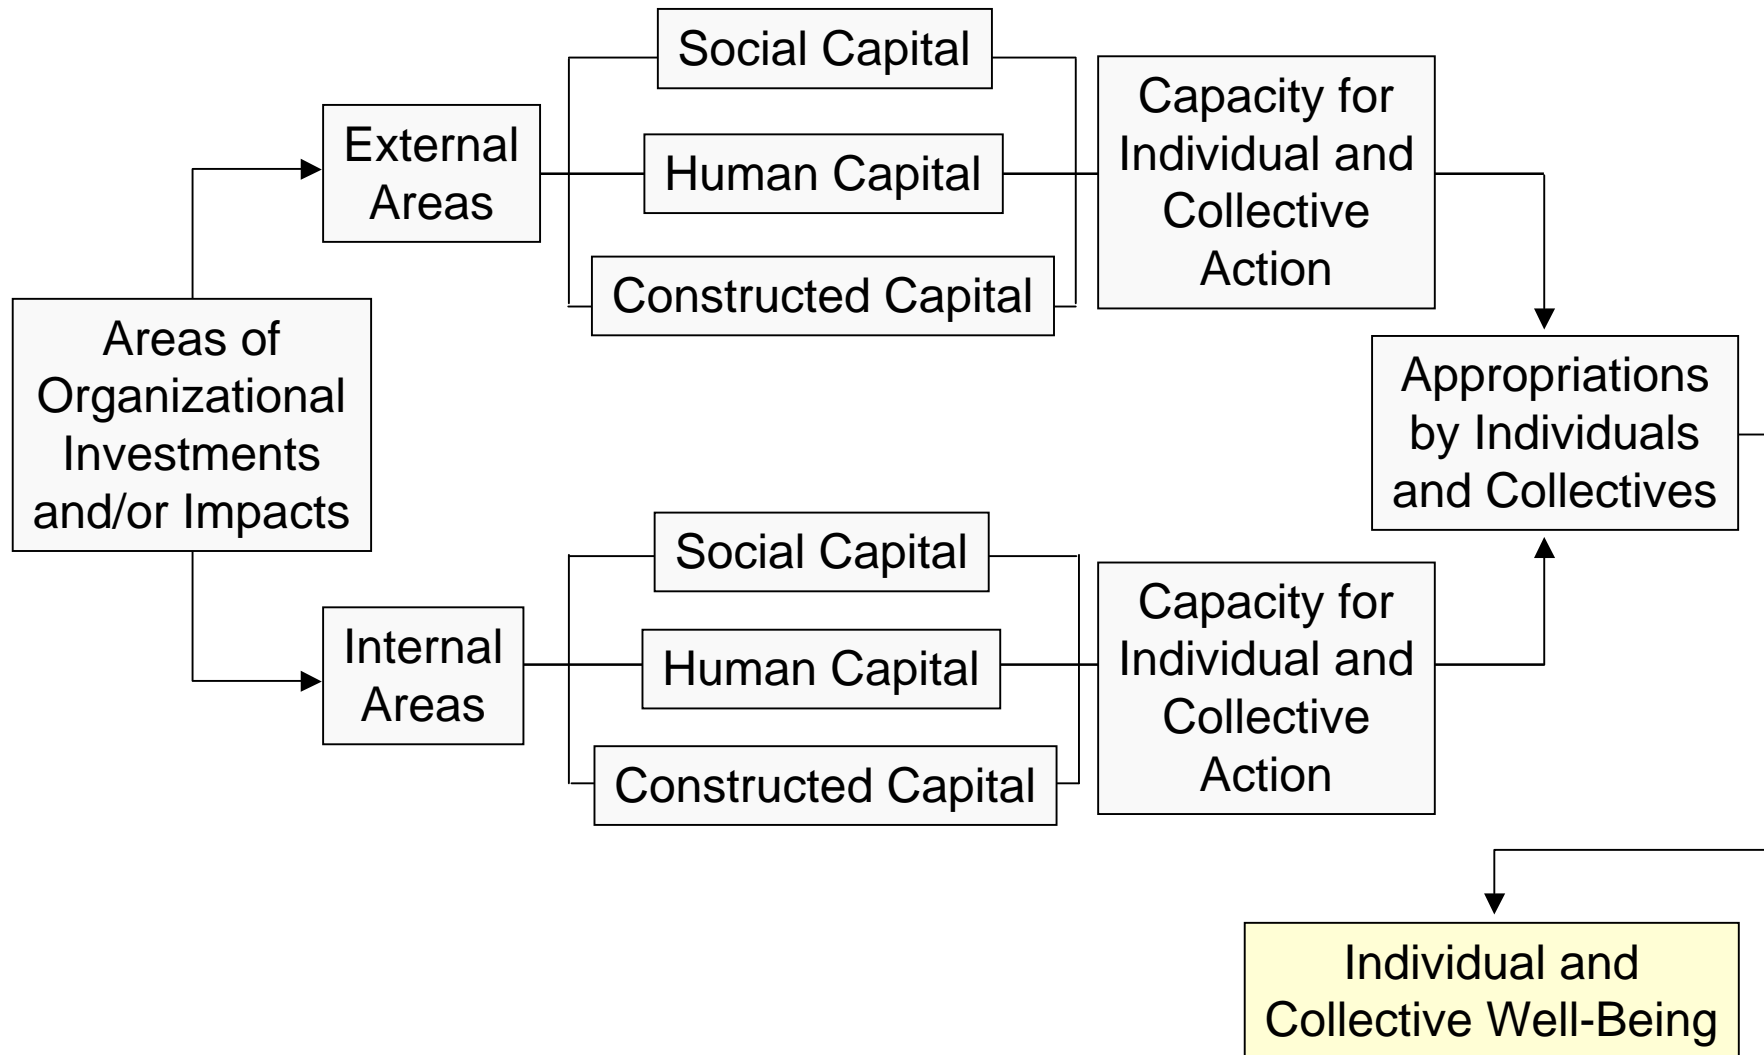 Areas of
Organizational
Investments
and/or Impacts
External
Areas
Social Capital
Human Capital
Constructed Capital
Capacity for
Individual and
Collective
Action
Internal
Areas
Social Capital
Human Capital
Constructed Capital
Capacity for
Individual and
Collective
Action
Appropriations
by Individuals
and Collectives
Individual and
Collective Well-Being